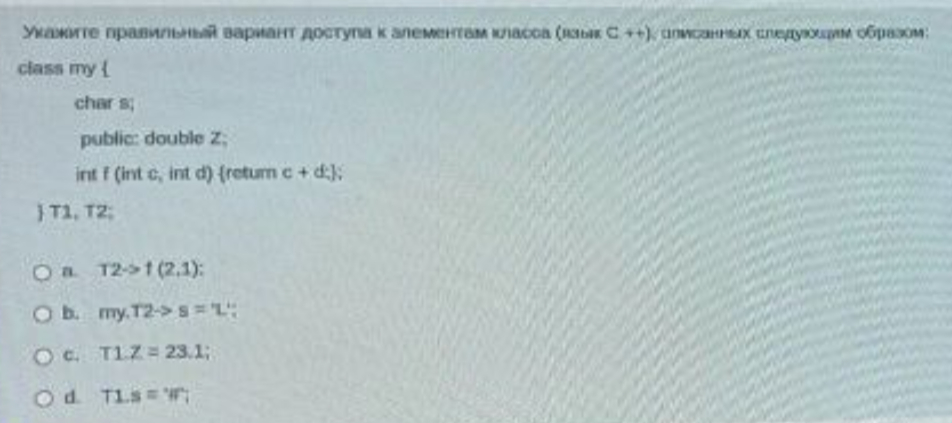 Укажите правильный вариант доступа к элементам класса (язык C ++), описанных следующим образом:
class my {
char s;
public: double Z;
int f (int c, int d) {return c + d;};
} T1, T2;
a. T2-> f (2,1);
b. my.T2-> s = 'L';
c. T1.Z = 23.1;
d. T1.s = '#';